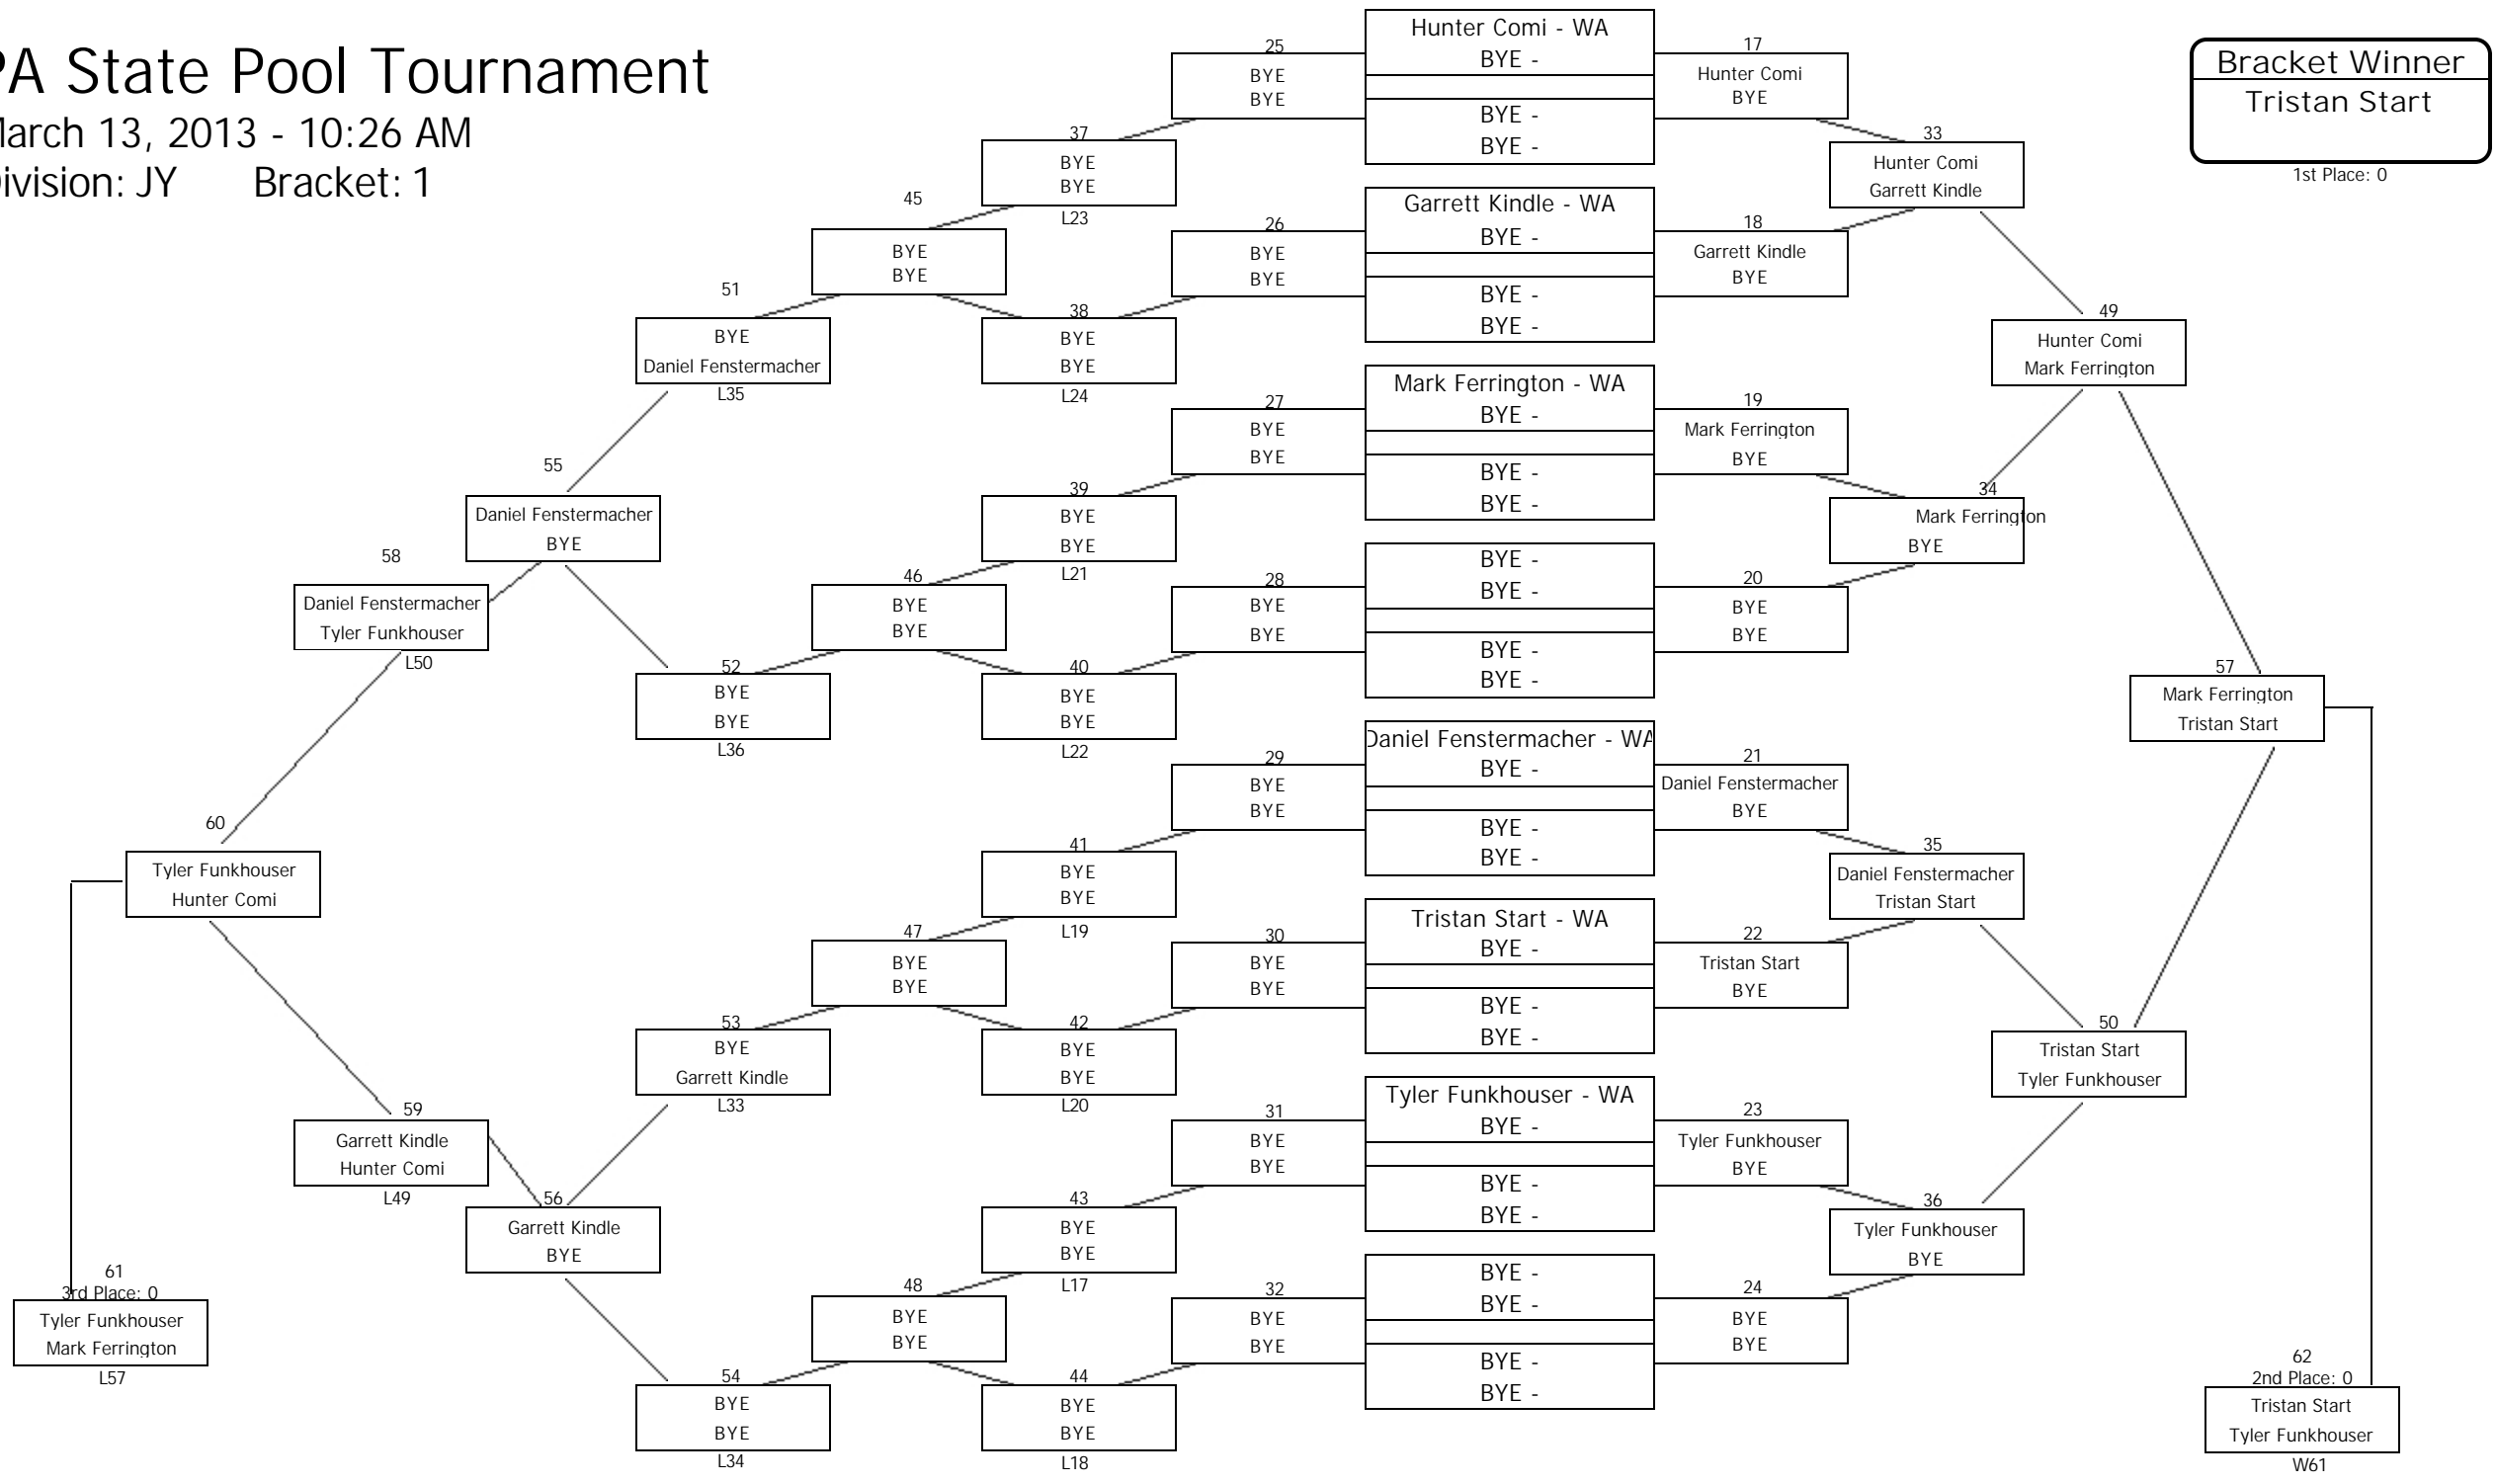 PA State Pool Tournament
March 13, 2013 - 10:26 AM
Division: JY Bracket: 1
Bracket Winner
Tristan Start
1st Place: 0
Hunter Comi - WA
BYE -
BYE -
BYE -
Garrett Kindle - WA
BYE -
BYE -
BYE -
Mark Ferrington - WA
BYE -
BYE -
BYE -
BYE -
BYE -
BYE -
BYE -
Daniel Fenstermacher - WA
BYE -
BYE -
BYE -
Tristan Start - WA
BYE -
BYE -
BYE -
Tyler Funkhouser - WA
BYE -
BYE -
BYE -
BYE -
BYE -
BYE -
BYE -
17
Hunter Comi
BYE
18
Garrett Kindle
BYE
19
Mark Ferrington
BYE
20
BYE
BYE
21
Daniel Fenstermacher
BYE
22
Tristan Start
BYE
23
Tyler Funkhouser
BYE
24
BYE
BYE
33
Hunter Comi
Garrett Kindle
34
Mark Ferrington
BYE
35
Daniel Fenstermacher
Tristan Start
36
Tyler Funkhouser
BYE
49
Hunter Comi
Mark Ferrington
50
Tristan Start
Tyler Funkhouser
57
Mark Ferrington
Tristan Start
62
2nd Place: 0
Tristan Start
Tyler Funkhouser
W61
25
BYE
BYE
26
BYE
BYE
27
BYE
BYE
28
BYE
BYE
29
BYE
BYE
30
BYE
BYE
31
BYE
BYE
32
BYE
BYE
37
BYE
BYE
L23
38
BYE
BYE
L24
39
BYE
BYE
L21
40
BYE
BYE
L22
41
BYE
BYE
L19
42
BYE
BYE
L20
43
BYE
BYE
L17
44
BYE
BYE
L18
45
BYE
BYE
46
BYE
BYE
47
BYE
BYE
48
BYE
BYE
51
BYE
Daniel Fenstermacher
L35
52
BYE
BYE
L36
53
BYE
Garrett Kindle
L33
54
BYE
BYE
L34
55
Daniel Fenstermacher
BYE
56
Garrett Kindle
BYE
58
Daniel Fenstermacher
Tyler Funkhouser
L50
59
Garrett Kindle
Hunter Comi
L49
60
Tyler Funkhouser
Hunter Comi
61
3rd Place: 0
Tyler Funkhouser
Mark Ferrington
L57